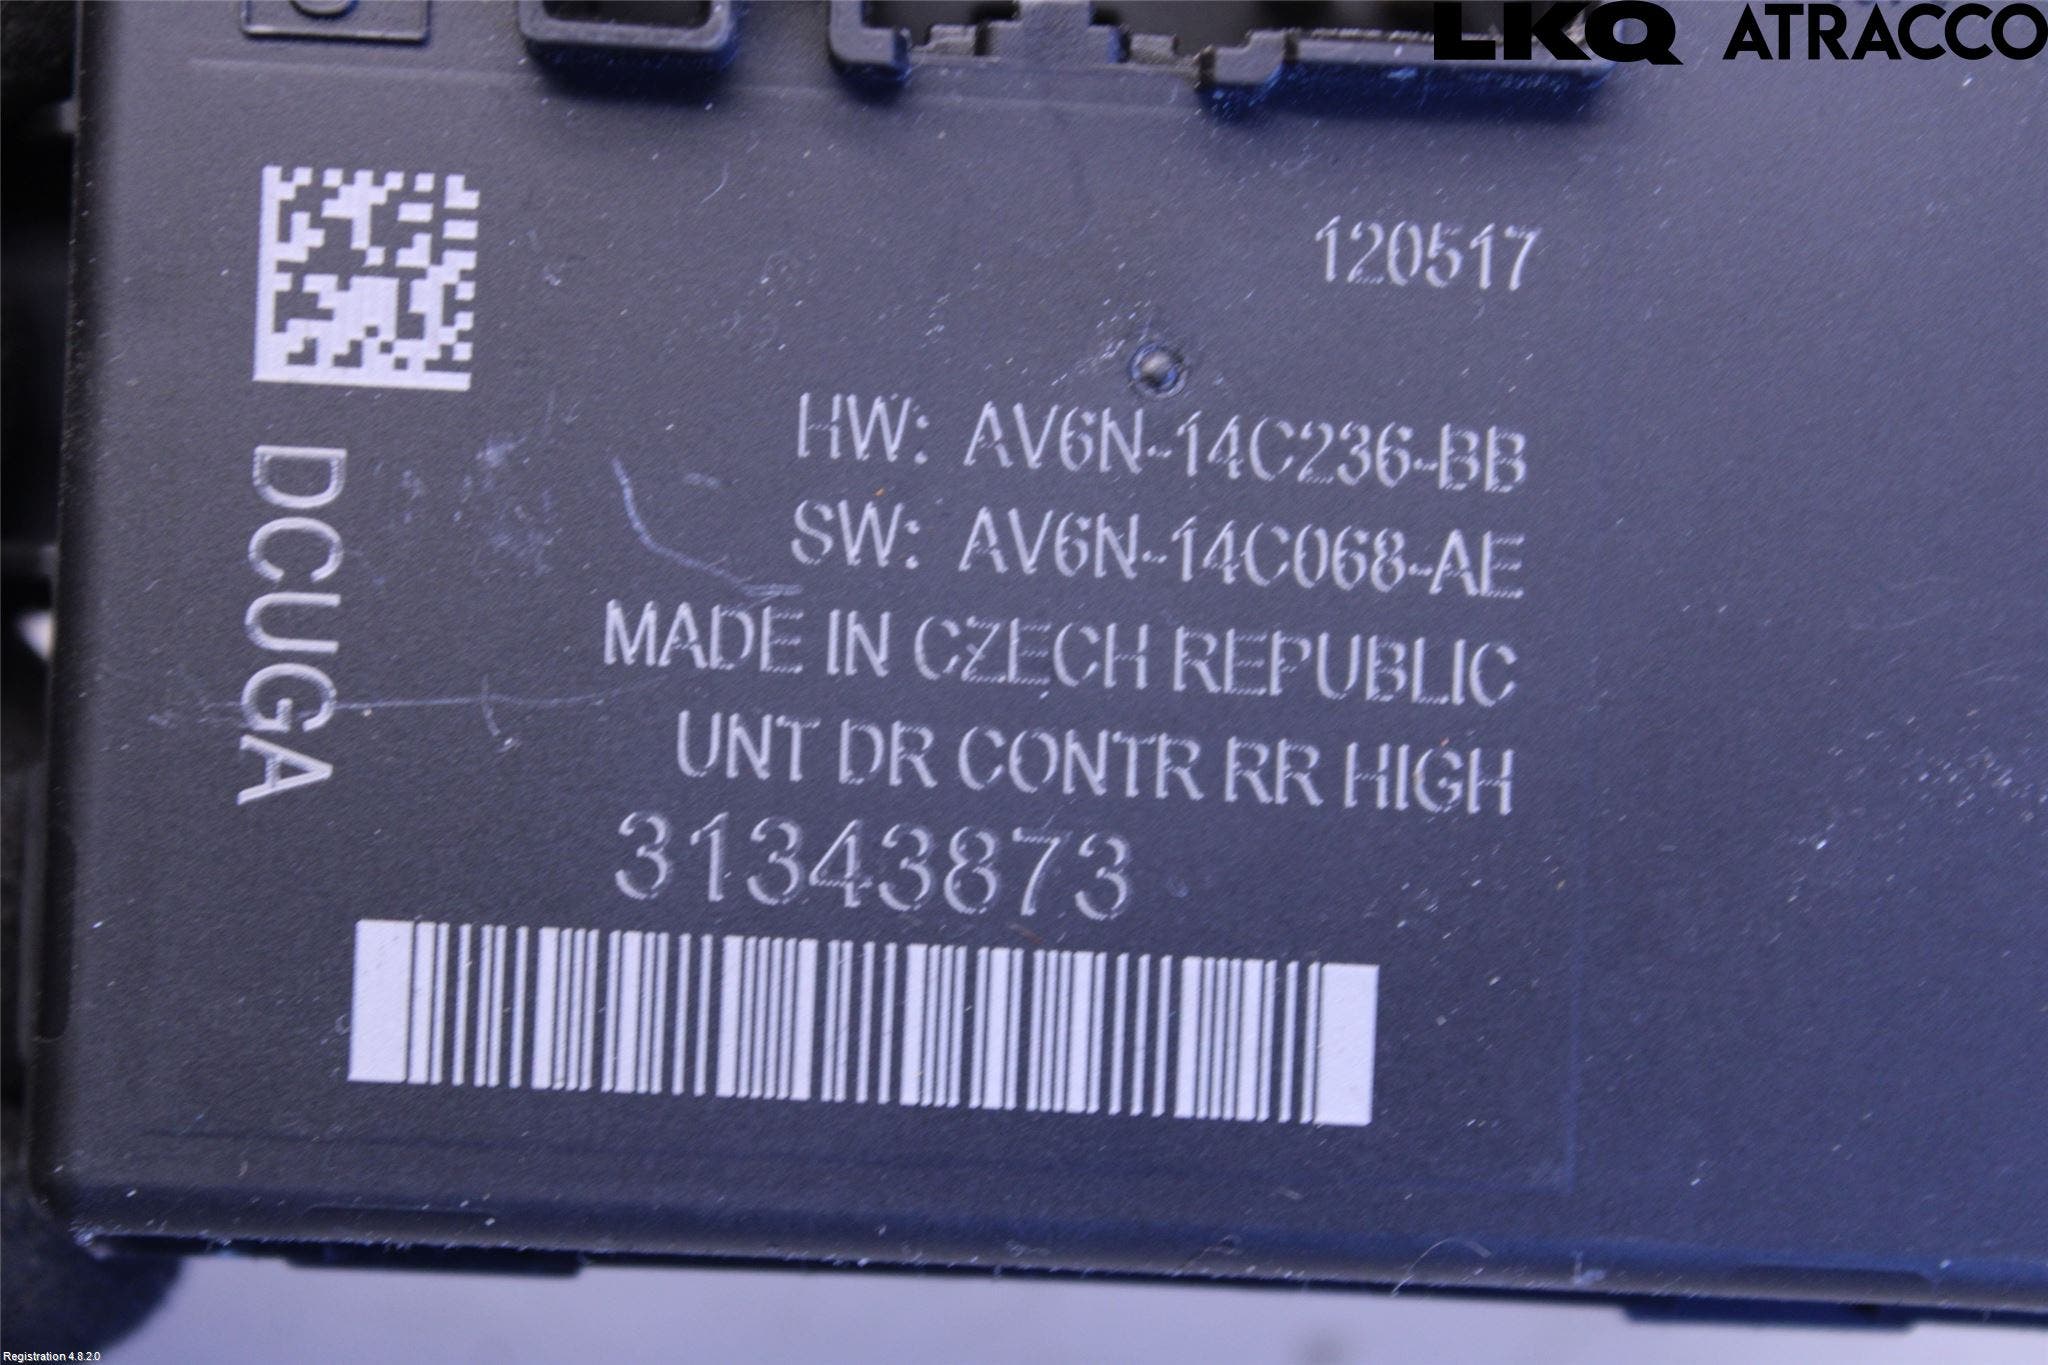 LKQ ATRACCO
120517
HW: AV6N-14C236-BB
SW: AV6N-14C068-AE
MADE IN CZECH REPUBLIC
UNT DR CONTR RR HIGH
31343873
DCUGA
Registration 4.8.2.0